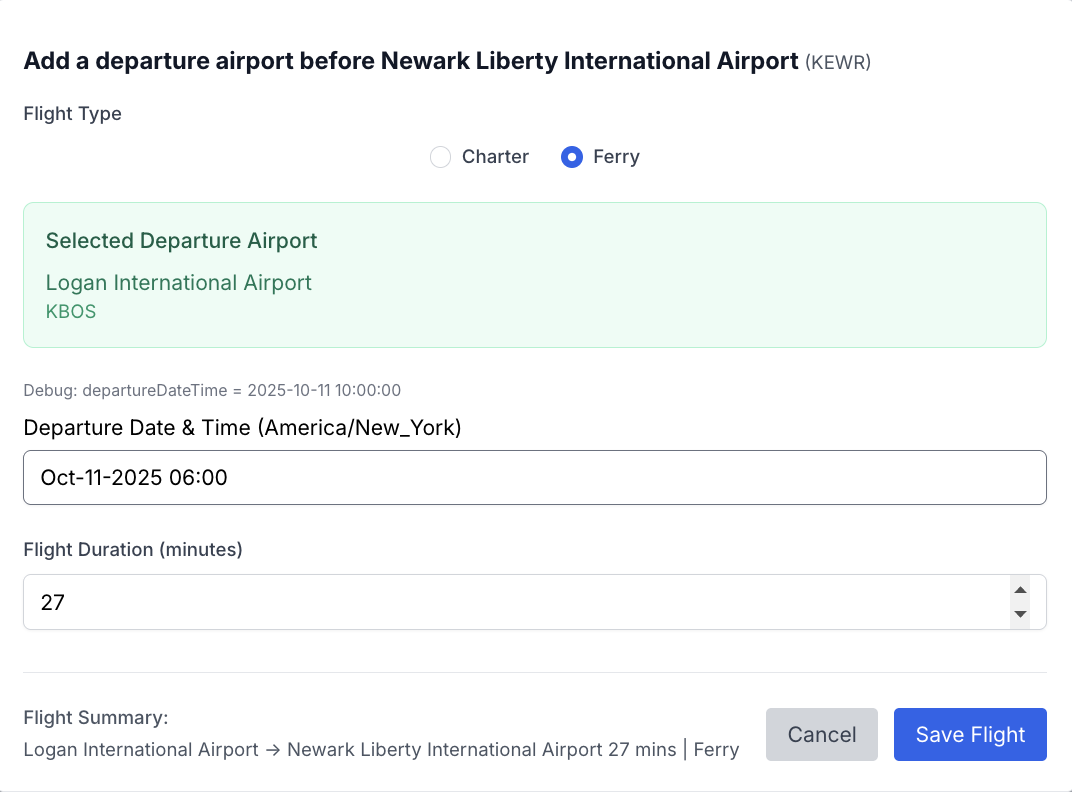 Add a departure airport before Newark Liberty International Airport (KEWR)
Flight Type
Charter Ferry
Selected Departure Airport
Logan International Airport
KBOS
Debug: departureDateTime = 2025-10-11 10:00:00
Departure Date & Time (America/New_York)
Oct-11-2025 06:00
Flight Duration (minutes)
27
Flight Summary:
Logan International Airport → Newark Liberty International Airport 27 mins | Ferry
Cancel Save Flight